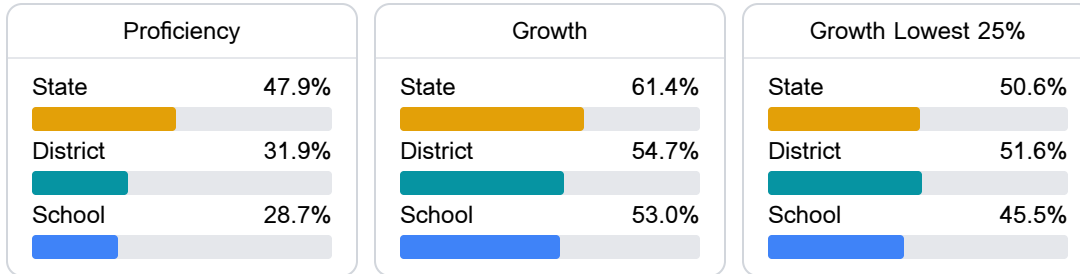 Proficiency
State 47.9%
District 31.9%
School 28.7%
Growth
State 61.4%
District 54.7%
School 53.0%
Growth Lowest 25%
State 50.6%
District 51.6%
School 45.5%